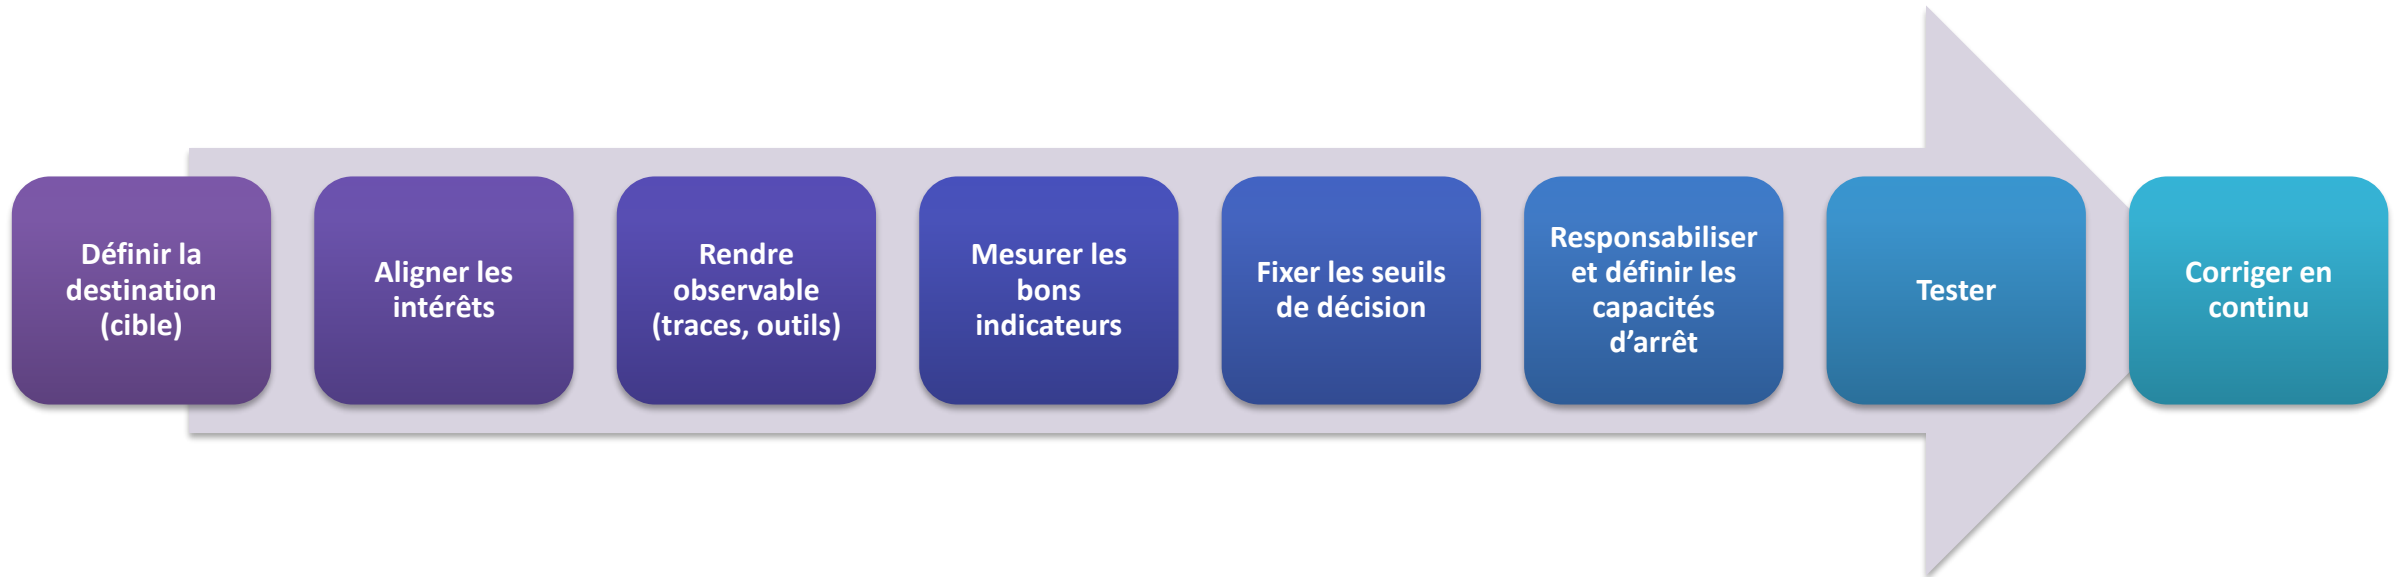 Définir la
destination
(cible)
Aligner les
intérêts
Rendre
observable
(traces, outils)
Mesurer les
bons
indicateurs
Fixer les seuils
de décision
Responsabiliser
et définir les
capacités
d’arrêt
Tester
Corriger en
continu